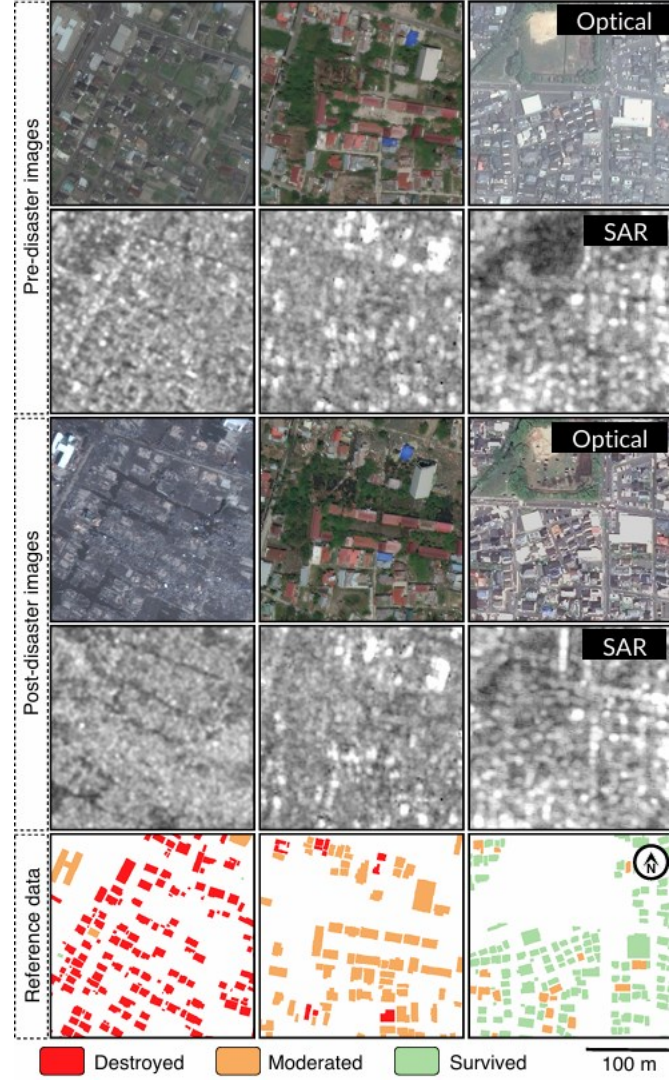 Optical
Pre-disaster images
SAR
Optical
Post-disaster images
SAR
Reference data
N
Destroyed Moderated Survived 100 m